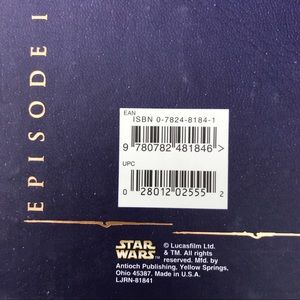 EPISODE I
EAN
ISBN 0-7824-8184-1
9 780782 481846 >
UPC
0 28012 02555 2
STAR
WARS
© Lucasfilm Ltd.
& TM. All rights
reserved. Mfd. by
Antioch Publishing, Yellow Springs,
Ohio 45387. Made in U.S.A.
LJRN-81841